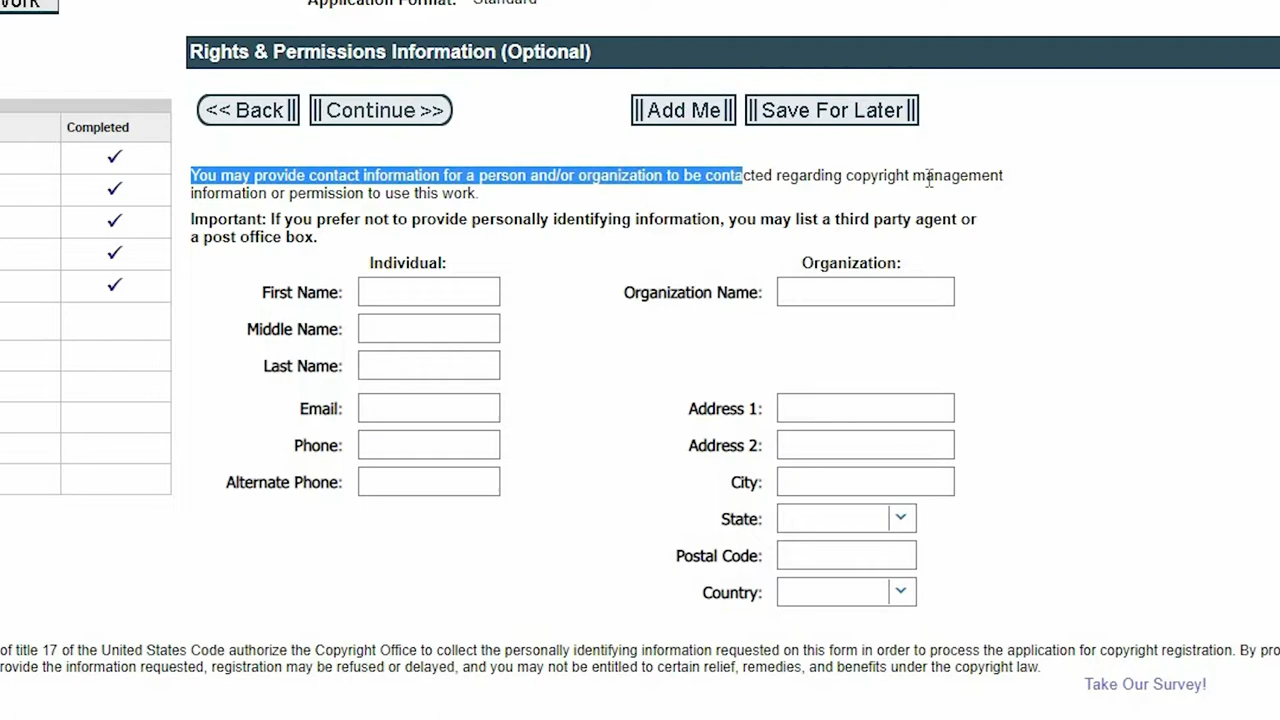 Application Format: Standard
Rights & Permissions Information (Optional)
<< Back
Continue >>
Add Me
Save For Later
Completed
You may provide contact information for a person and/or organization to be contacted regarding copyright management
information or permission to use this work.
Important: If you prefer not to provide personally identifying information, you may list a third party agent or
a post office box.
Individual:
Organization:
First Name:
Organization Name:
Middle Name:
Last Name:
Email:
Address 1:
Phone:
Address 2:
Alternate Phone:
City:
State:
Postal Code:
Country:
of title 17 of the United States Code authorize the Copyright Office to collect the personally identifying information requested on this form in order to process the application for copyright registration. By pro
rovide the information requested, registration may be refused or delayed, and you may not be entitled to certain relief, remedies, and benefits under the copyright law.
Take Our Survey!